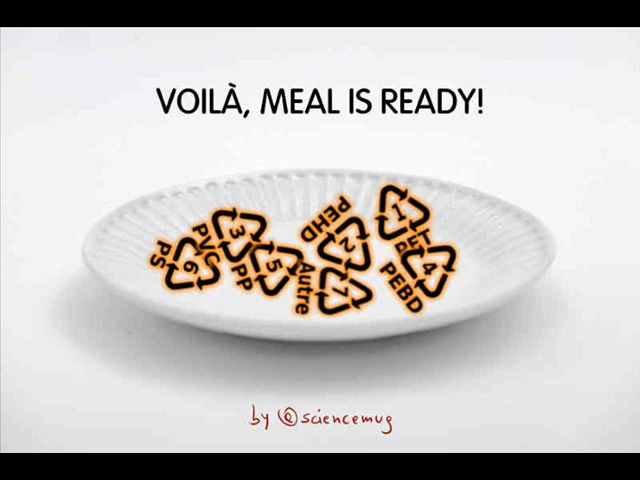 VOILÀ, MEAL IS READY!
1
PET
PEHD
2
3
PVC
4
PEBD
5
PP
6
PS
7
Autre
by @sciencemug